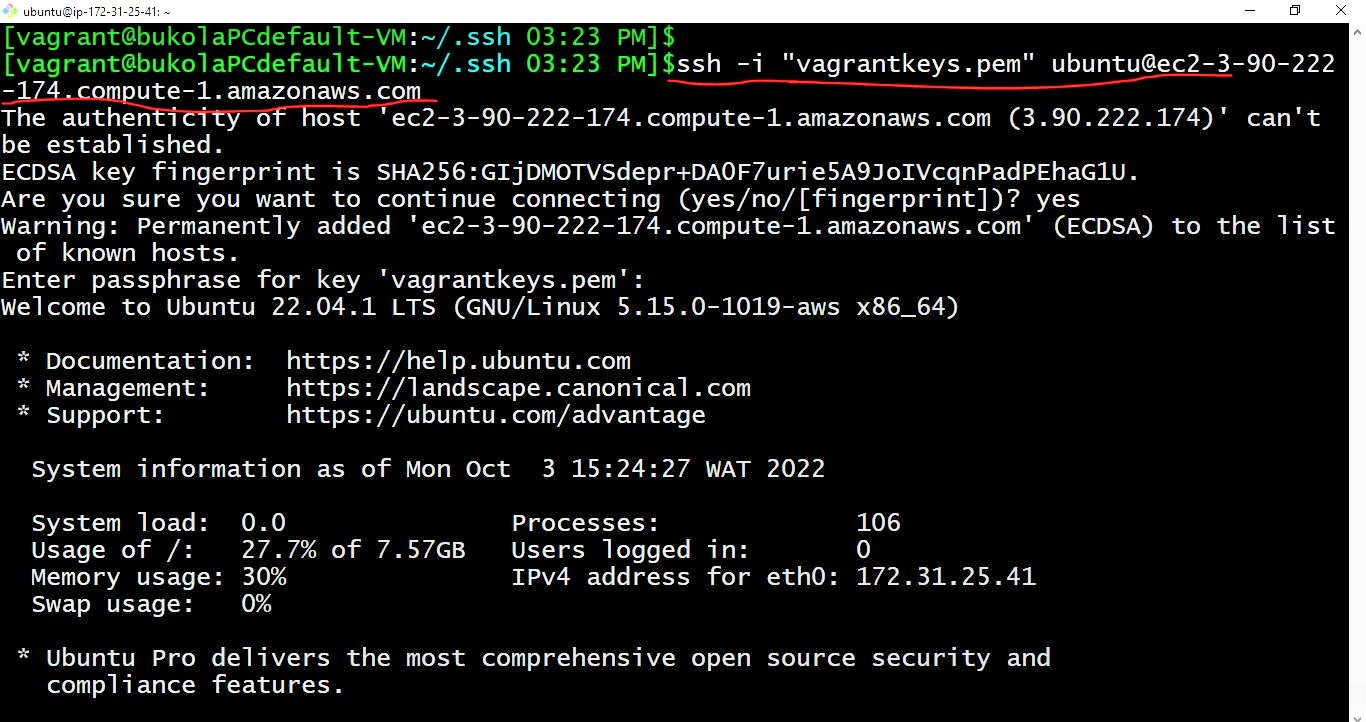 ubuntu@ip-172-31-25-41: ~
[vagrant@bukolaPCdefault-VM:~/.ssh 03:23 PM]$
[vagrant@bukolaPCdefault-VM:~/.ssh 03:23 PM]$ssh -i "vagrantkeys.pem" ubuntu@ec2-3-90-222
-174.compute-1.amazonaws.com
The authenticity of host 'ec2-3-90-222-174.compute-1.amazonaws.com (3.90.222.174)' can't
be established.
ECDSA key fingerprint is SHA256:GIjDMOTVSdepr+DA0F7urie5A9JoIVcqnPadPEhaG1U.
Are you sure you want to continue connecting (yes/no/[fingerprint])? yes
Warning: Permanently added 'ec2-3-90-222-174.compute-1.amazonaws.com' (ECDSA) to the list
 of known hosts.
Enter passphrase for key 'vagrantkeys.pem':
Welcome to Ubuntu 22.04.1 LTS (GNU/Linux 5.15.0-1019-aws x86_64)

 * Documentation:  https://help.ubuntu.com
 * Management:     https://landscape.canonical.com
 * Support:        https://ubuntu.com/advantage

  System information as of Mon Oct  3 15:24:27 WAT 2022

  System load:  0.0               Processes:             106
  Usage of /:   27.7% of 7.57GB   Users logged in:       0
  Memory usage: 30%               IPv4 address for eth0: 172.31.25.41
  Swap usage:   0%

 * Ubuntu Pro delivers the most comprehensive open source security and
   compliance features.